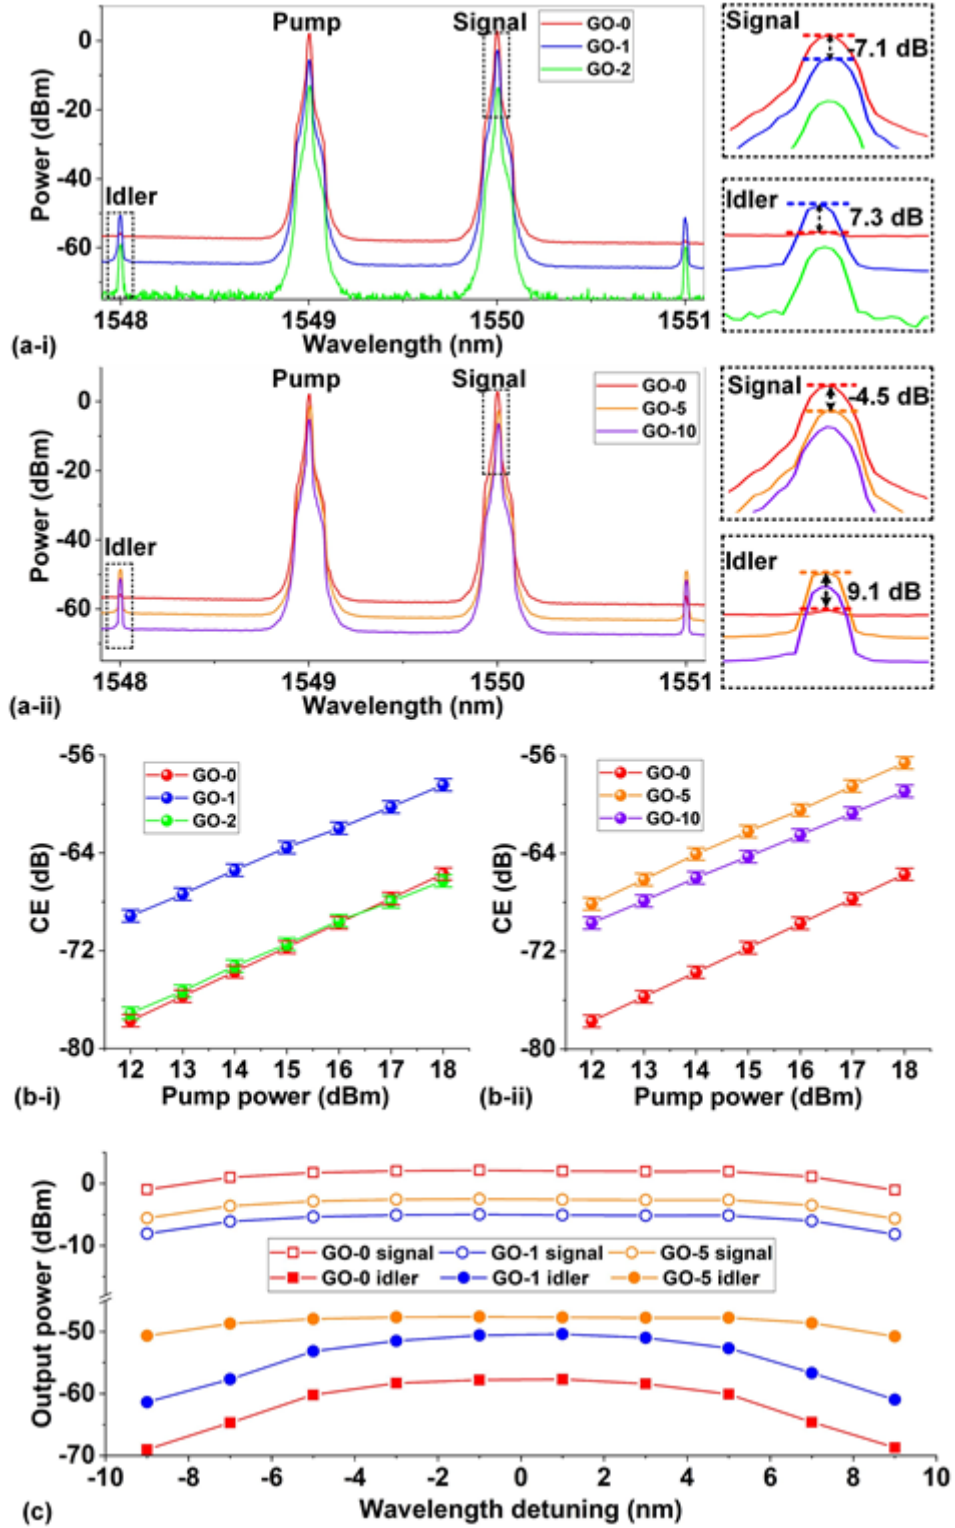 Pump
Signal
GO-0
GO-1
GO-2
Idler
Power (dBm)
0
-20
-40
-60
1548
1549
1550
1551
Wavelength (nm)
(a-i)
Signal
-7.1 dB
Idler
7.3 dB
Pump
Signal
GO-0
GO-5
GO-10
Idler
Power (dBm)
0
-20
-40
-60
1548
1549
1550
1551
Wavelength (nm)
(a-ii)
Signal
-4.5 dB
Idler
9.1 dB
GO-0
GO-1
GO-2
CE (dB)
-56
-64
-72
-80
12 13 14 15 16 17 18
Pump power (dBm)
(b-i)
GO-0
GO-5
GO-10
CE (dB)
-56
-64
-72
-80
12 13 14 15 16 17 18
Pump power (dBm)
(b-ii)
Output power (dBm)
0
-10
-50
-60
-70
GO-0 signal GO-1 signal GO-5 signal
GO-0 idler GO-1 idler GO-5 idler
-10 -8 -6 -4 -2 0 2 4 6 8 10
Wavelength detuning (nm)
(c)